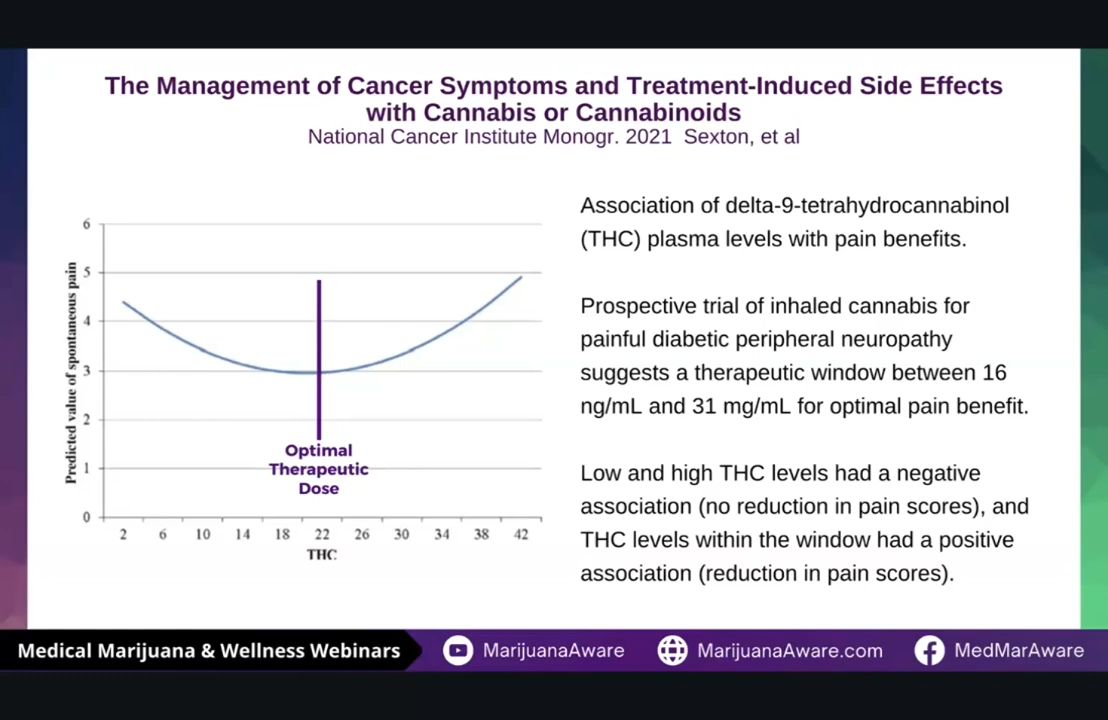 The Management of Cancer Symptoms and Treatment-Induced Side Effects
with Cannabis or Cannabinoids
National Cancer Institute Monogr. 2021 Sexton, et al
6
5
4
3
2
1
0
Predicted value of spontaneous pain
Optimal
Therapeutic
Dose
2 6 10 14 18 22 26 30 34 38 42
THC
Association of delta-9-tetrahydrocannabinol
(THC) plasma levels with pain benefits.
Prospective trial of inhaled cannabis for
painful diabetic peripheral neuropathy
suggests a therapeutic window between 16
ng/mL and 31 mg/mL for optimal pain benefit.
Low and high THC levels had a negative
association (no reduction in pain scores), and
THC levels within the window had a positive
association (reduction in pain scores).
Medical Marijuana & Wellness Webinars MarijuanaAware MarijuanaAware.com MedMarAware